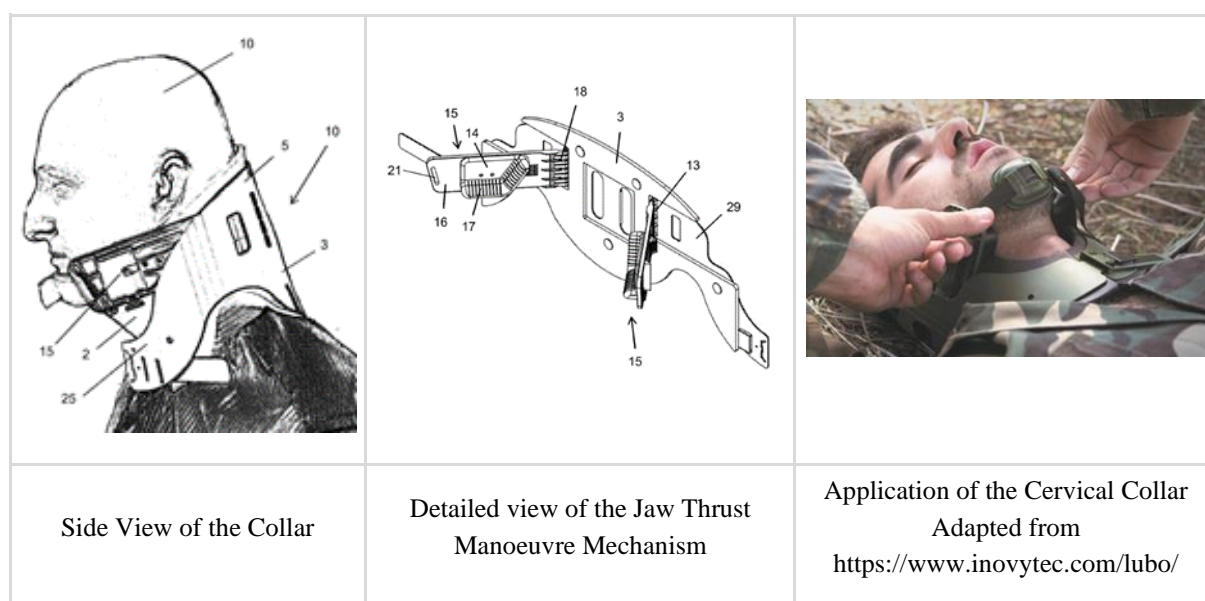 10
5
10
3
15
2
25
18
15
3
14
13
21
29
16
17
15
Side View of the Collar
Detailed view of the Jaw Thrust
Manoeuvre Mechanism
Application of the Cervical Collar
Adapted from
https://www.inovytec.com/lubo/